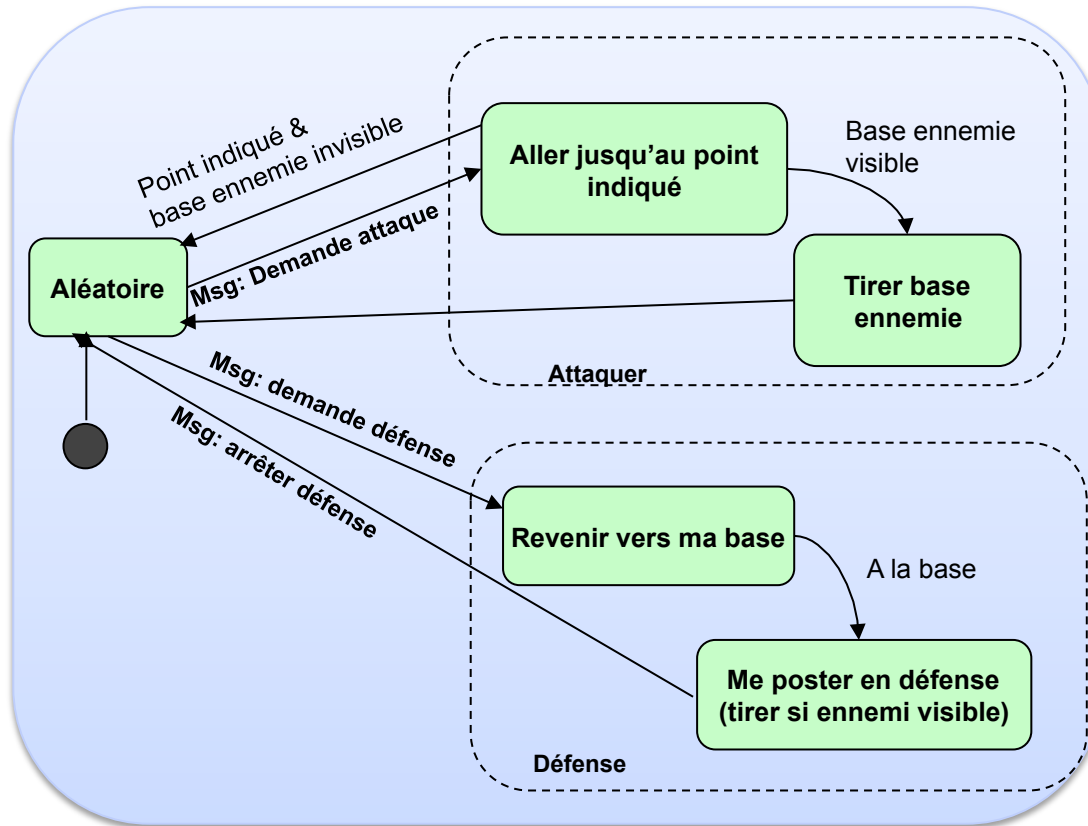 Point indiqué &
base ennemie invisible
Msg: Demande attaque
Aller jusqu’au point
indiqué
Base ennemie
visible
Aléatoire
Tirer base
ennemie
Attaquer
Msg: demande défense
Msg: arrêter défense
Revenir vers ma base
A la base
Me poster en défense
(tirer si ennemi visible)
Défense